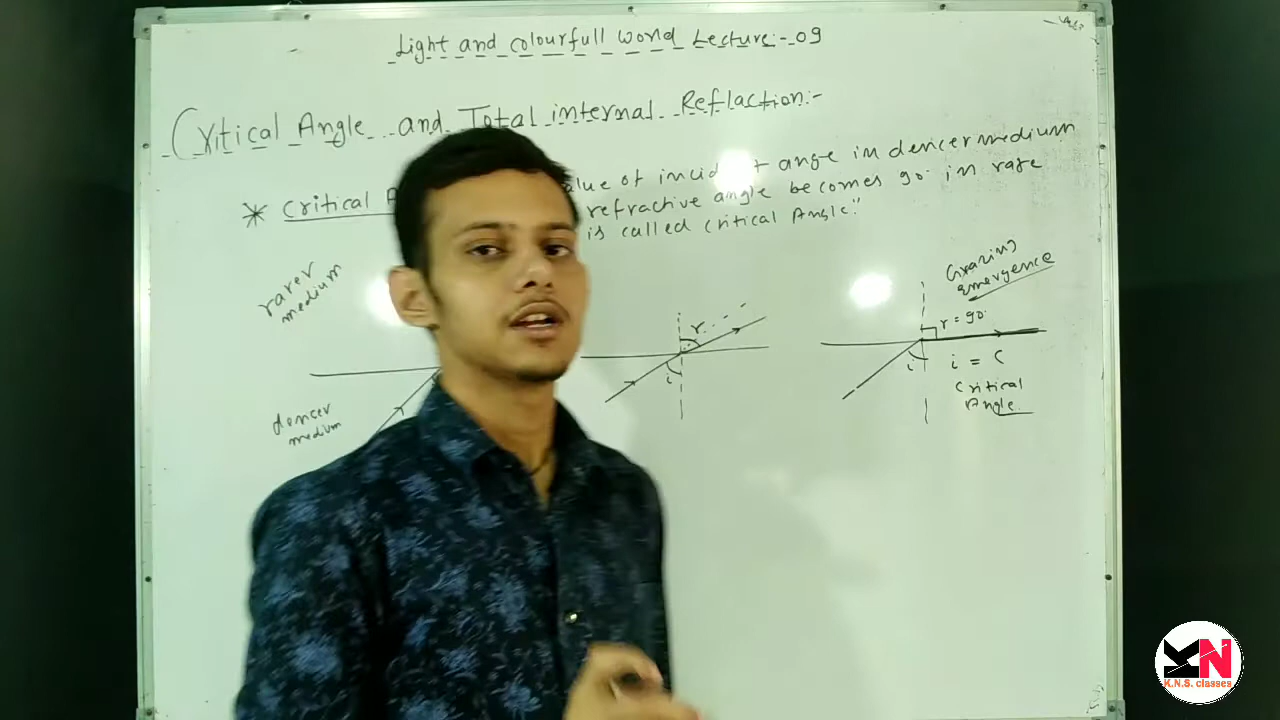 Light and colourfull world Lecture:- 09
Critical Angle and Total internal Reflaction:-
* Critical A
alue of incid t ange in dencer medium
refractive angle becomes 90° in rare
is called Critical Angle."
rarer
medium
dencer
medium
r
i
Grazing
emergence
r = 90°
i
i = C
Critical
Angle
KN
K.N.S. classes